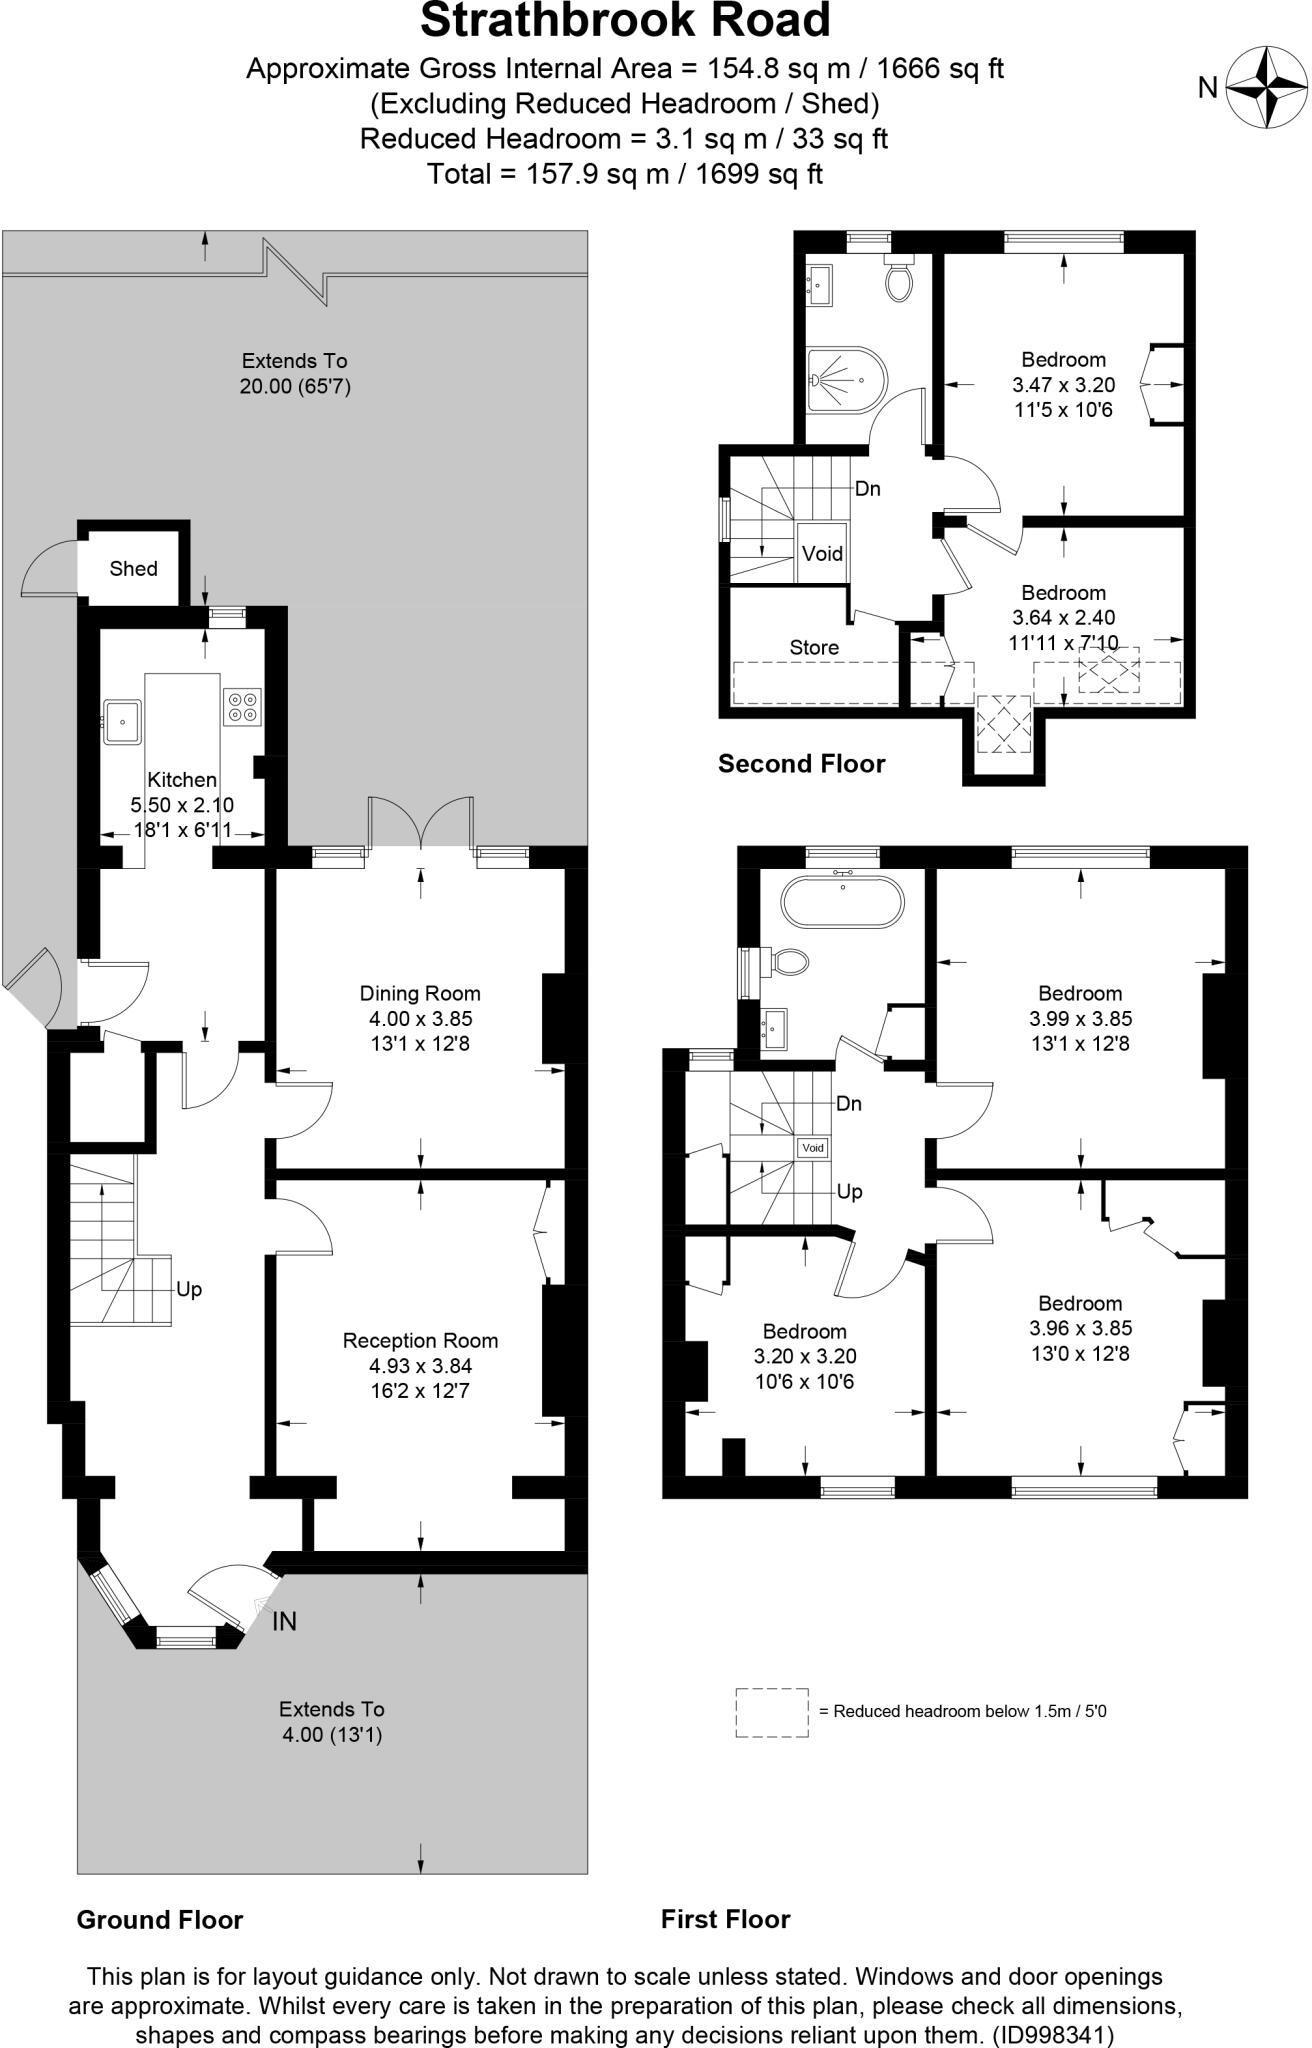 Strathbrook Road
Approximate Gross Internal Area = 154.8 sq m / 1666 sq ft
(Excluding Reduced Headroom / Shed)
Reduced Headroom = 3.1 sq m / 33 sq ft
Total = 157.9 sq m / 1699 sq ft
N
Extends To
20.00 (65'7)
Shed
Kitchen
5.50 x 2.10
18'1 x 6'11
Dining Room
4.00 x 3.85
13'1 x 12'8
Up
Reception Room
4.93 x 3.84
16'2 x 12'7
IN
Extends To
4.00 (13'1)
Ground Floor
Bedroom
3.47 x 3.20
11'5 x 10'6
Dn
Void
Bedroom
3.64 x 2.40
11'11 x 7'10
Store
Second Floor
Bedroom
3.99 x 3.85
13'1 x 12'8
Dn
Void
Up
Bedroom
3.20 x 3.20
10'6 x 10'6
Bedroom
3.96 x 3.85
13'0 x 12'8
= Reduced headroom below 1.5m / 5'0
First Floor
This plan is for layout guidance only. Not drawn to scale unless stated. Windows and door openings
are approximate. Whilst every care is taken in the preparation of this plan, please check all dimensions,
shapes and compass bearings before making any decisions reliant upon them. (ID998341)